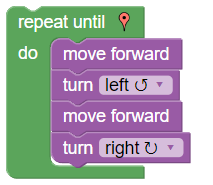 repeat until
do move forward
turn left ↺
move forward
turn right ↻